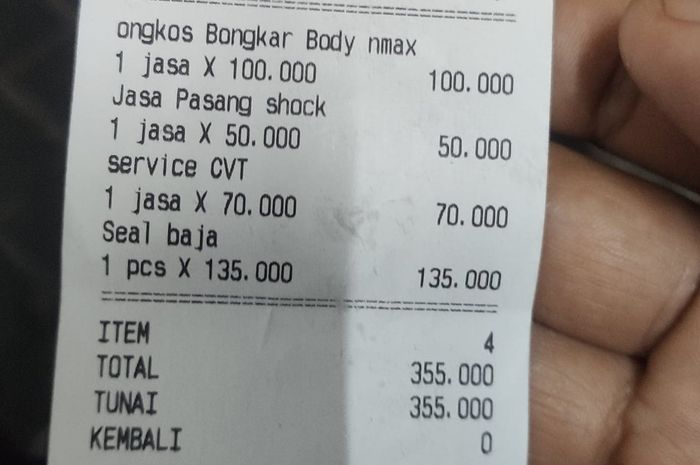 ongkos Bongkar Body nmax
1 jasa X 100.000 100.000
Jasa Pasang shock
1 jasa X 50.000 50.000
service CVT
1 jasa X 70.000 70.000
Seal baja
1 pcs X 135.000 135.000
ITEM 4
TOTAL 355.000
TUNAI 355.000
KEMBALI 0